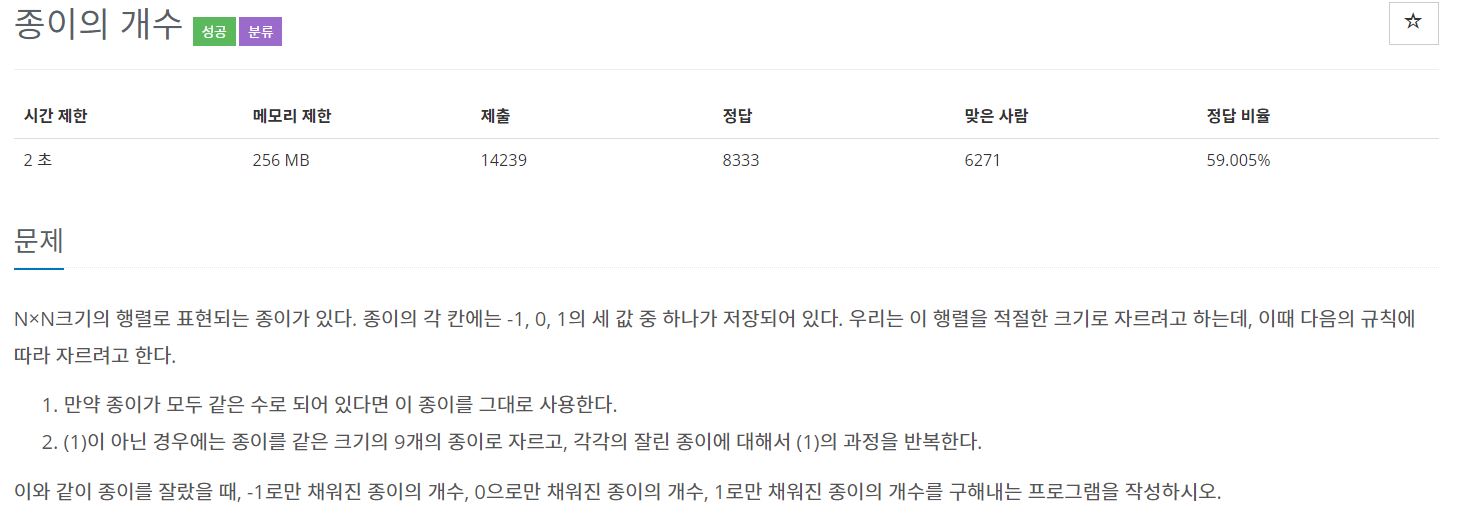 종이의 개수 성공 분류
☆
시간 제한 메모리 제한 제출 정답 맞은 사람 정답 비율
2 초 256 MB 14239 8333 6271 59.005%
문제
N×N크기의 행렬로 표현되는 종이가 있다. 종이의 각 칸에는 -1, 0, 1의 세 값 중 하나가 저장되어 있다. 우리는 이 행렬을 적절한 크기로 자르려고 하는데, 이때 다음의 규칙에
따라 자르려고 한다.
1. 만약 종이가 모두 같은 수로 되어 있다면 이 종이를 그대로 사용한다.
2. (1)이 아닌 경우에는 종이를 같은 크기의 9개의 종이로 자르고, 각각의 잘린 종이에 대해서 (1)의 과정을 반복한다.
이와 같이 종이를 잘랐을 때, -1로만 채워진 종이의 개수, 0으로만 채워진 종이의 개수, 1로만 채워진 종이의 개수를 구해내는 프로그램을 작성하시오.